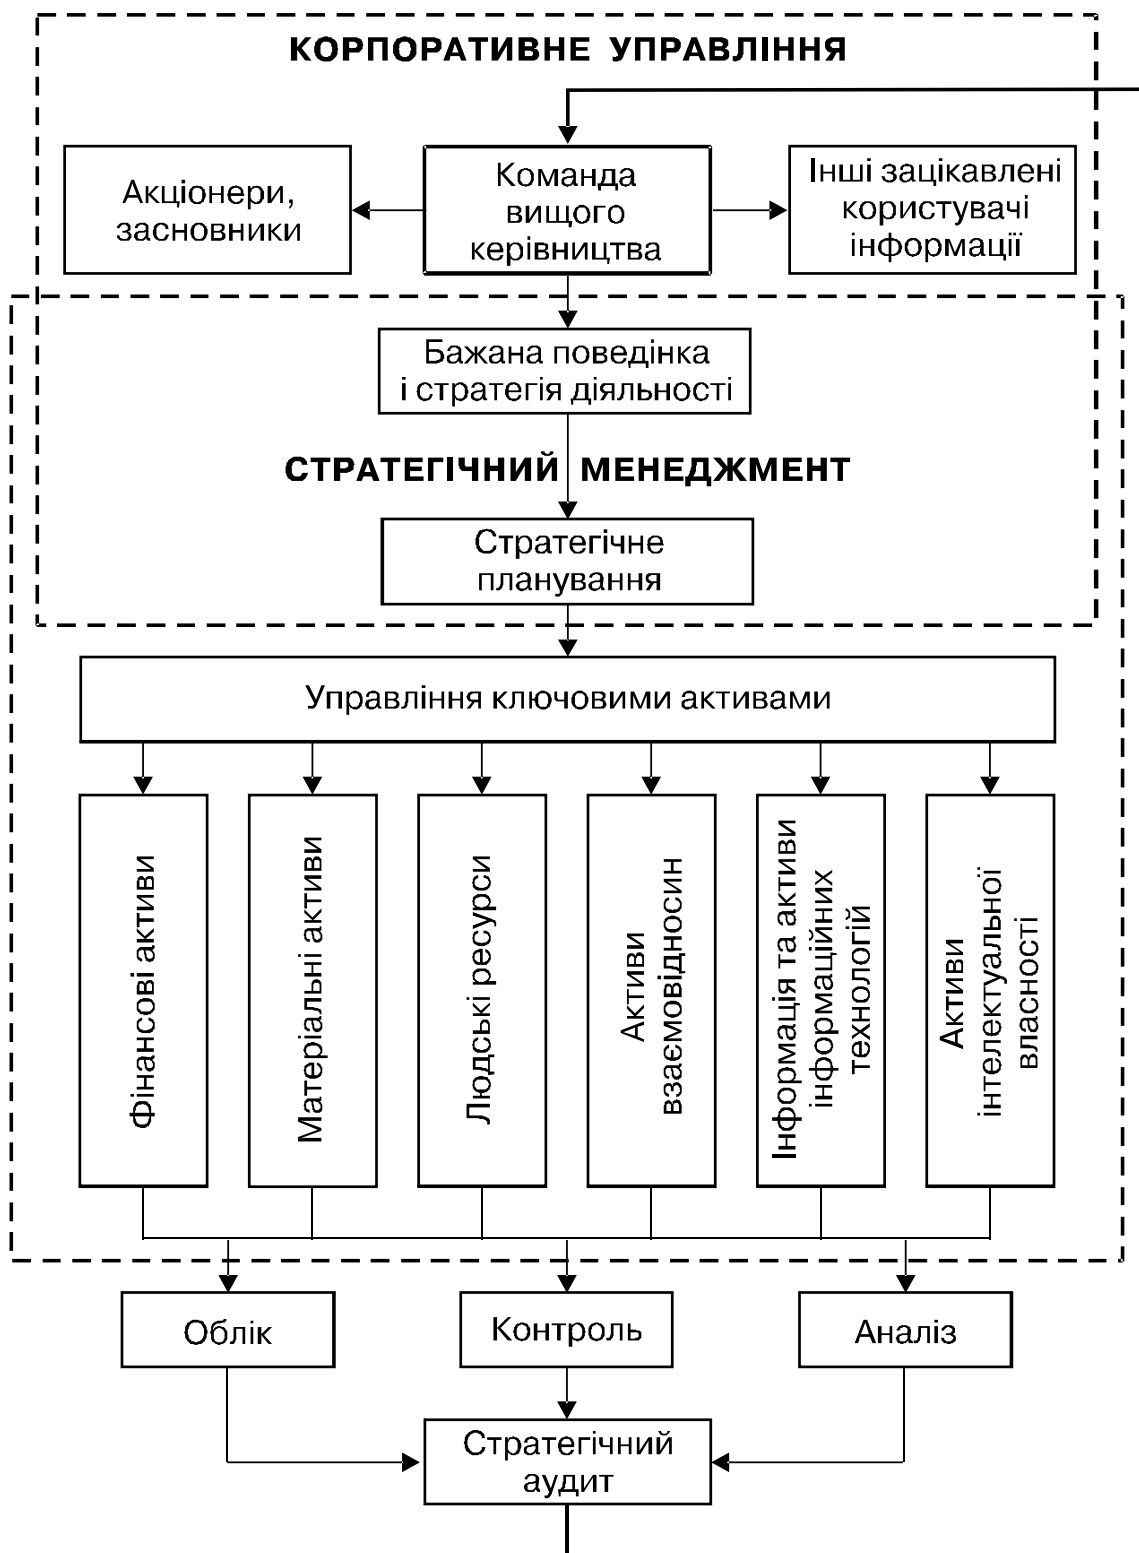 КОРПОРАТИВНЕ УПРАВЛІННЯ
Акціонери,
засновники
Команда
вищого
керівництва
Інші зацікавлені
користувачі
інформації
Бажана поведінка
і стратегія діяльності
СТРАТЕГІЧНИЙ МЕНЕДЖМЕНТ
Стратегічне
планування
Управління ключовими активами
Фінансові активи
Матеріальні активи
Людські ресурси
Активи
взаємовідносин
Інформація та активи
інформаційних
технологій
Активи
інтелектуальної
власності
Облік
Контроль
Аналіз
Стратегічний
аудит